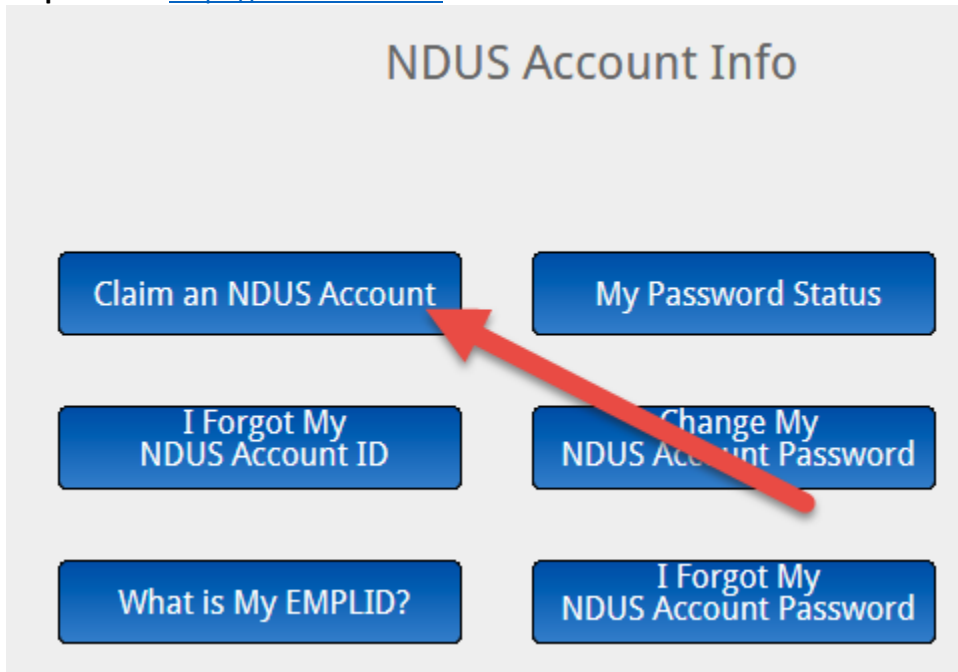 NDUS Account Info
Claim an NDUS Account
My Password Status
I Forgot My
NDUS Account ID
Change My
NDUS Account Password
What is My EMPLID?
I Forgot My
NDUS Account Password